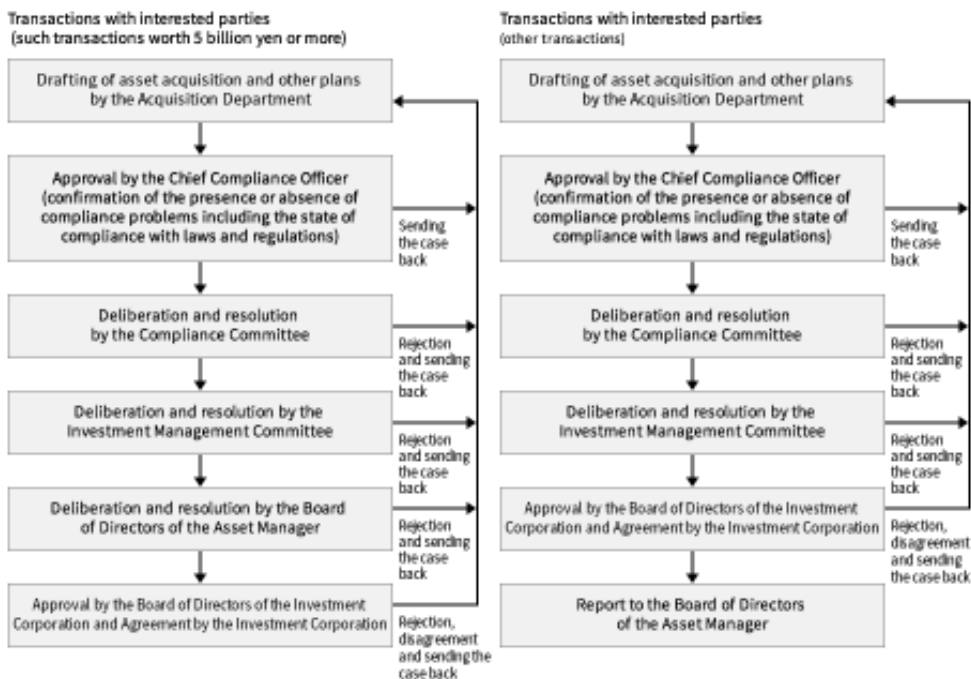 Transactions with interested parties
(such transactions worth 5 billion yen or more)
Drafting of asset acquisition and other plans
by the Acquisition Department
Approval by the Chief Compliance Officer
(confirmation of the presence or absence of
compliance problems including the state of
compliance with laws and regulations)
Sending
the case
back
Deliberation and resolution
by the Compliance Committee
Rejection
and sending
the case
back
Deliberation and resolution by the
Investment Management Committee
Rejection
and sending
the case
back
Deliberation and resolution by the Board
of Directors of the Asset Manager
Rejection
and sending
the case
back
Approval by the Board of Directors of the Investment
Corporation and Agreement by the Investment Corporation
Rejection,
disagreement
and sending the
case back
Transactions with interested parties
(other transactions)
Drafting of asset acquisition and other plans
by the Acquisition Department
Approval by the Chief Compliance Officer
(confirmation of the presence or absence of
compliance problems including the state of
compliance with laws and regulations)
Sending
the case
back
Deliberation and resolution
by the Compliance Committee
Rejection
and sending
the case
back
Deliberation and resolution by the
Investment Management Committee
Rejection
and sending
the case
back
Approval by the Board of Directors of the Investment
Corporation and Agreement by the Investment Corporation
Rejection,
disagreement
and sending
the case back
Report to the Board of Directors
of the Asset Manager